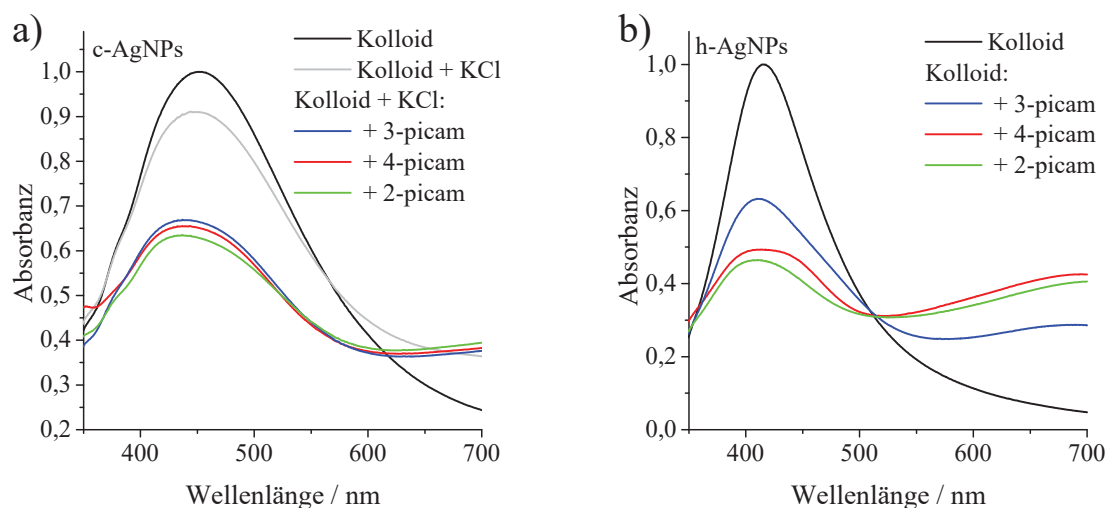 a)
c-AgNPs
Kolloid
Kolloid + KCl
Kolloid + KCl:
+ 3-picam
+ 4-picam
+ 2-picam
1,0
0,9
0,8
0,7
0,6
0,5
0,4
0,3
0,2
Absorbanz
400
500
600
700
Wellenlänge / nm
b)
h-AgNPs
Kolloid
Kolloid:
+ 3-picam
+ 4-picam
+ 2-picam
1,0
0,8
0,6
0,4
0,2
0,0
Absorbanz
400
500
600
700
Wellenlänge / nm